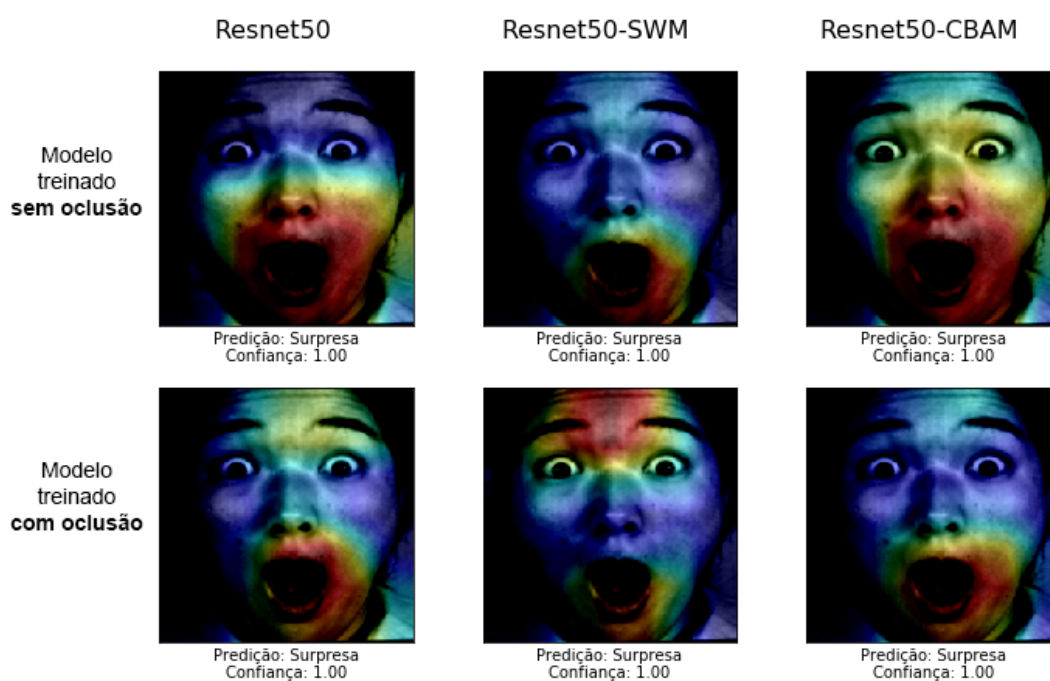 Resnet50
Resnet50-SWM
Resnet50-CBAM
Modelo
treinado
sem oclusão
Predição: Surpresa
Confiança: 1.00
Predição: Surpresa
Confiança: 1.00
Predição: Surpresa
Confiança: 1.00
Modelo
treinado
com oclusão
Predição: Surpresa
Confiança: 1.00
Predição: Surpresa
Confiança: 1.00
Predição: Surpresa
Confiança: 1.00